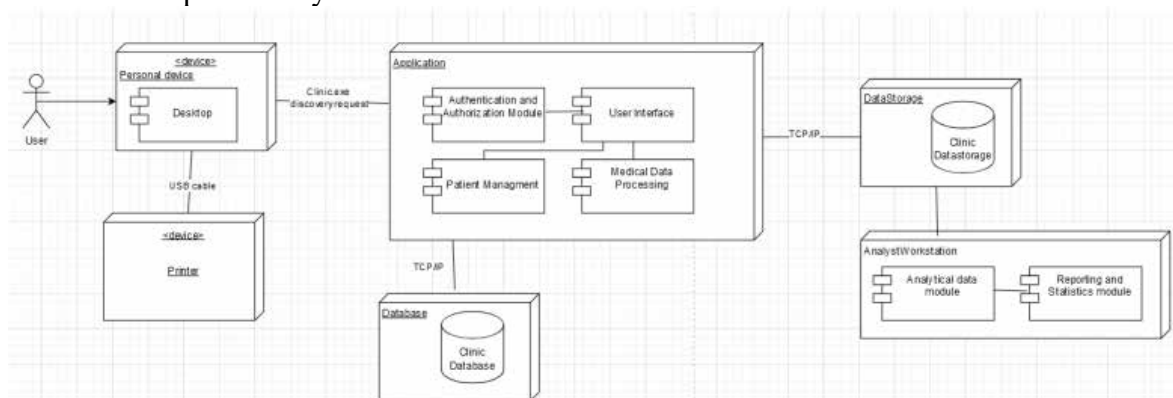 <device>
Personal device
Desktop
User
USB cable
<device>
Printer
Clinic.exe
discovery request
Application
Authentication and
Authorization Module
User Interface
Patient Managment
Medical Data
Processing
TCP/IP
Database
Clinic
Database
TCP/IP
DataStorage
Clinic
Datastorage
AnalystWorkstation
Analytical data
module
Reporting and
Statistics module